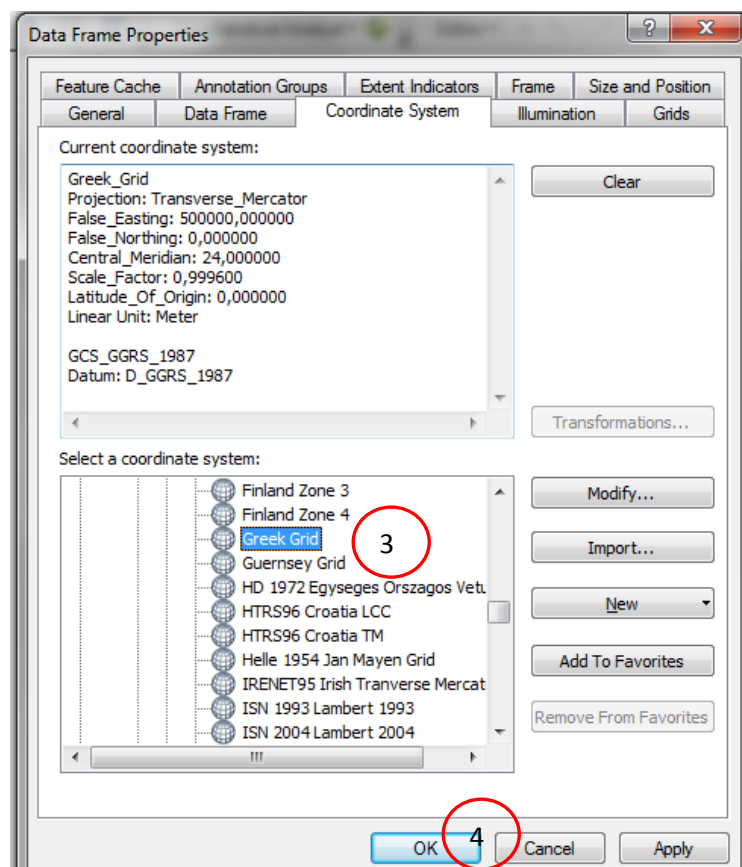 Data Frame Properties
Feature Cache Annotation Groups Extent Indicators Frame Size and Position
General Data Frame Coordinate System Illumination Grids
Current coordinate system:
Greek_Grid
Projection: Transverse_Mercator
False_Easting: 500000,000000
False_Northing: 0,000000
Central_Meridian: 24,000000
Scale_Factor: 0,999600
Latitude_Of_Origin: 0,000000
Linear Unit: Meter
GCS_GGRS_1987
Datum: D_GGRS_1987
Clear
Transformations...
Select a coordinate system:
Finland Zone 3
Finland Zone 4
Greek Grid
3
Guernsey Grid
HD 1972 Egyseges Orszagos Vetu
HTRS96 Croatia LCC
HTRS96 Croatia TM
Helle 1954 Jan Mayen Grid
IRENET95 Irish Tranverse Mercat
ISN 1993 Lambert 1993
ISN 2004 Lambert 2004
Modify...
Import...
New
Add To Favorites
Remove From Favorites
OK 4 Cancel Apply